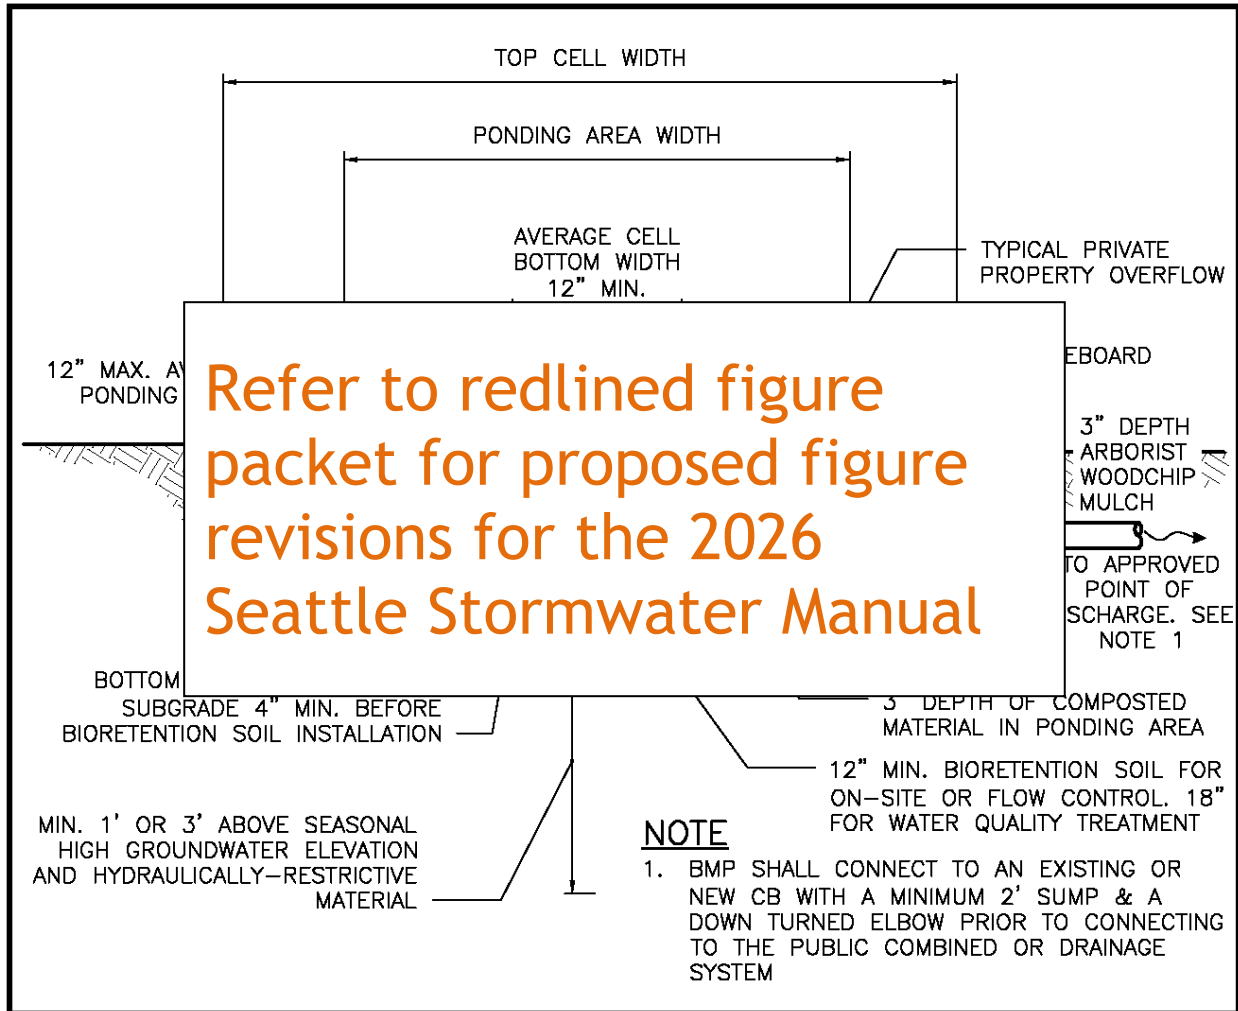 TOP CELL WIDTH
PONDING AREA WIDTH
AVERAGE CELL
BOTTOM WIDTH
12" MIN.
TYPICAL PRIVATE
PROPERTY OVERFLOW
12" MAX.
PONDING
Refer to redlined figure
packet for proposed figure
revisions for the 2026
Seattle Stormwater Manual
EBOARD
3" DEPTH
ARBORIST
WOODCHIP
MULCH
TO APPROVED
POINT OF
SCHARGE. SEE
NOTE 1
BOTTOM
SUBGRADE 4" MIN. BEFORE
BIORETENTION SOIL INSTALLATION
MIN. 1' OR 3' ABOVE SEASONAL
HIGH GROUNDWATER ELEVATION
AND HYDRAULICALLY-RESTRICTIVE
MATERIAL
3" DEPTH OF COMPOSTED
MATERIAL IN PONDING AREA
12" MIN. BIORETENTION SOIL FOR
ON-SITE OR FLOW CONTROL. 18"
FOR WATER QUALITY TREATMENT
NOTE
1. BMP SHALL CONNECT TO AN EXISTING OR
NEW CB WITH A MINIMUM 2' SUMP & A
DOWN TURNED ELBOW PRIOR TO CONNECTING
TO THE PUBLIC COMBINED OR DRAINAGE
SYSTEM